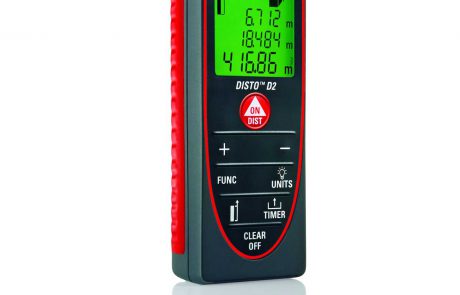 6.712 m
18.484 m
416.86 m
DISTO™ D2
ON
DIST
+ −
FUNC UNITS
TIMER
CLEAR
OFF